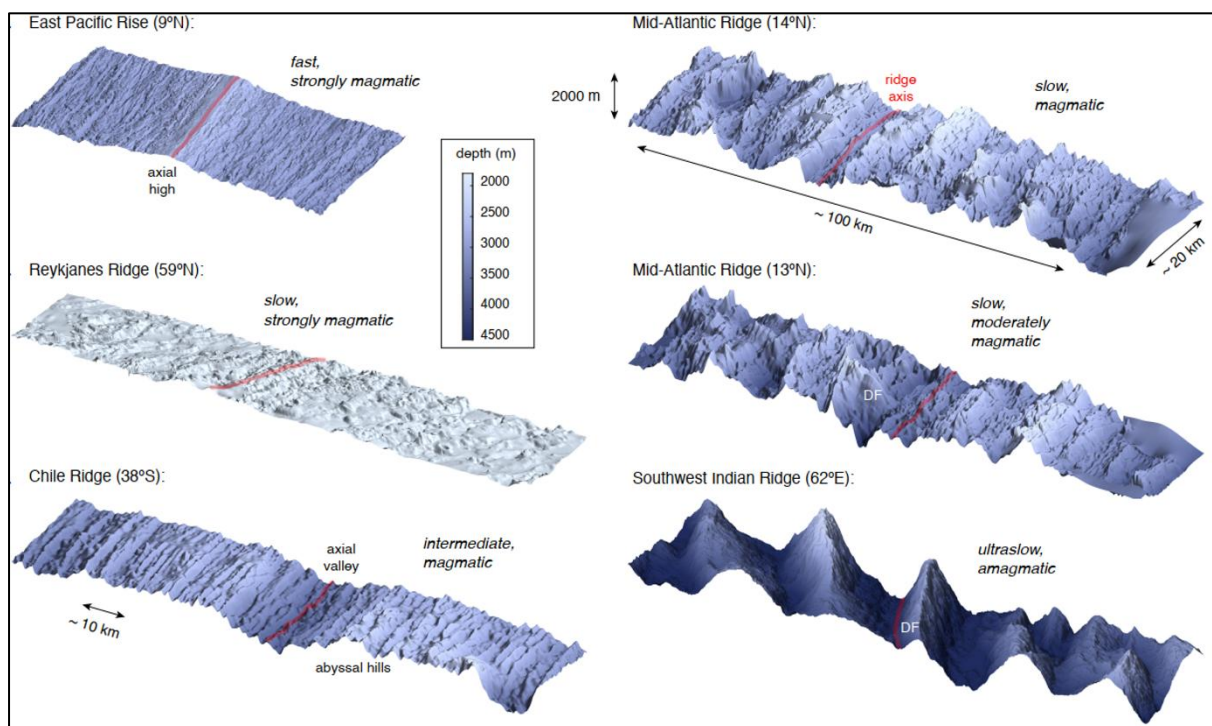 East Pacific Rise (9ºN):
fast,
strongly magmatic
axial
high
Reykjanes Ridge (59ºN):
slow,
strongly magmatic
Chile Ridge (38ºS):
intermediate,
magmatic
axial
valley
~ 10 km
abyssal hills
depth (m)
2000
2500
3000
3500
4000
4500
Mid-Atlantic Ridge (14ºN):
2000 m
ridge
axis
slow,
magmatic
~ 100 km
~ 20 km
Mid-Atlantic Ridge (13ºN):
slow,
moderately
magmatic
DF
Southwest Indian Ridge (62ºE):
ultraslow,
amagmatic
DF